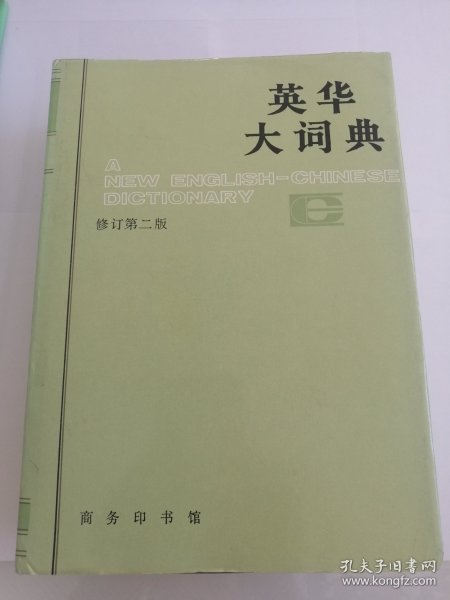 英华
大词典
A
NEW ENGLISH-CHINESE
DICTIONARY
修订第二版
商务印书馆
孔夫子旧书网
www.kongfz.com